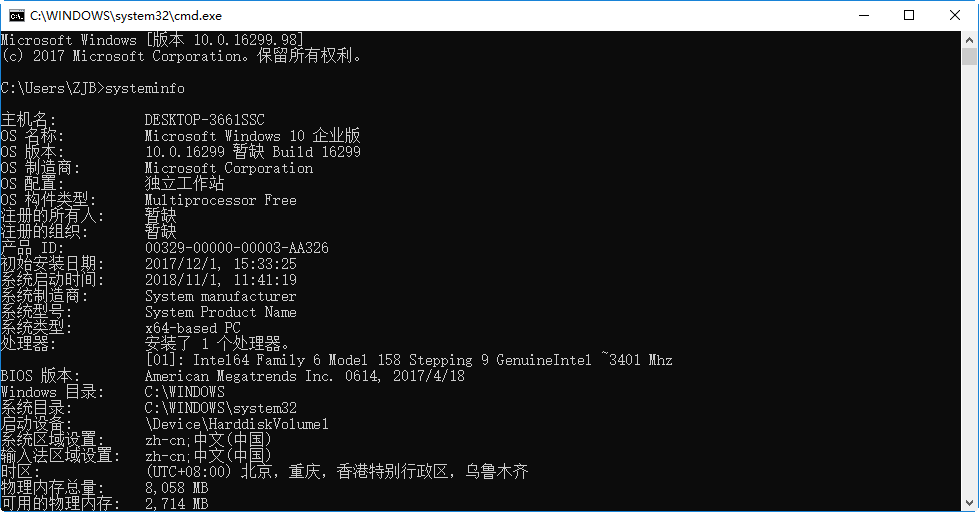 C:\WINDOWS\system32\cmd.exe
Microsoft Windows [版本 10.0.16299.98]
(c) 2017 Microsoft Corporation。保留所有权利。
C:\Users\ZJB>systeminfo
主机名: DESKTOP-3661SSC
OS 名称: Microsoft Windows 10 企业版
OS 版本: 10.0.16299 暂缺 Build 16299
OS 制造商: Microsoft Corporation
OS 配置: 独立工作站
OS 构件类型: Multiprocessor Free
注册的所有人: 暂缺
注册的组织: 暂缺
产品 ID: 00329-00000-00003-AA326
初始安装日期: 2017/12/1, 15:33:25
系统启动时间: 2018/11/1, 11:41:19
系统制造商: System manufacturer
系统型号: System Product Name
系统类型: x64-based PC
处理器: 安装了 1 个处理器。
[01]: Intel64 Family 6 Model 158 Stepping 9 GenuineIntel ~3401 Mhz
BIOS 版本: American Megatrends Inc. 0614, 2017/4/18
Windows 目录: C:\WINDOWS
系统目录: C:\WINDOWS\system32
启动设备: \Device\HarddiskVolume1
系统区域设置: zh-cn;中文(中国)
输入法区域设置: zh-cn;中文(中国)
时区: (UTC+08:00) 北京，重庆，香港特别行政区，乌鲁木齐
物理内存总量: 8,058 MB
可用的物理内存: 2,714 MB